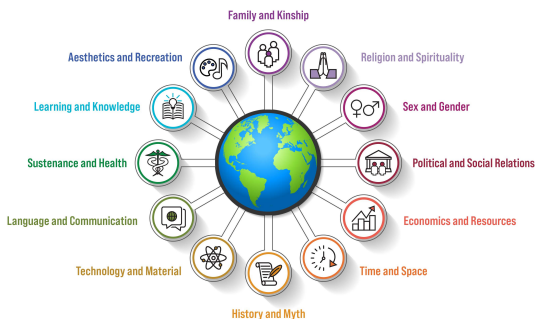 Family and Kinship
Aesthetics and Recreation
Religion and Spirituality
Learning and Knowledge
Sex and Gender
Sustenance and Health
Political and Social Relations
Language and Communication
Economics and Resources
Technology and Material
Time and Space
History and Myth